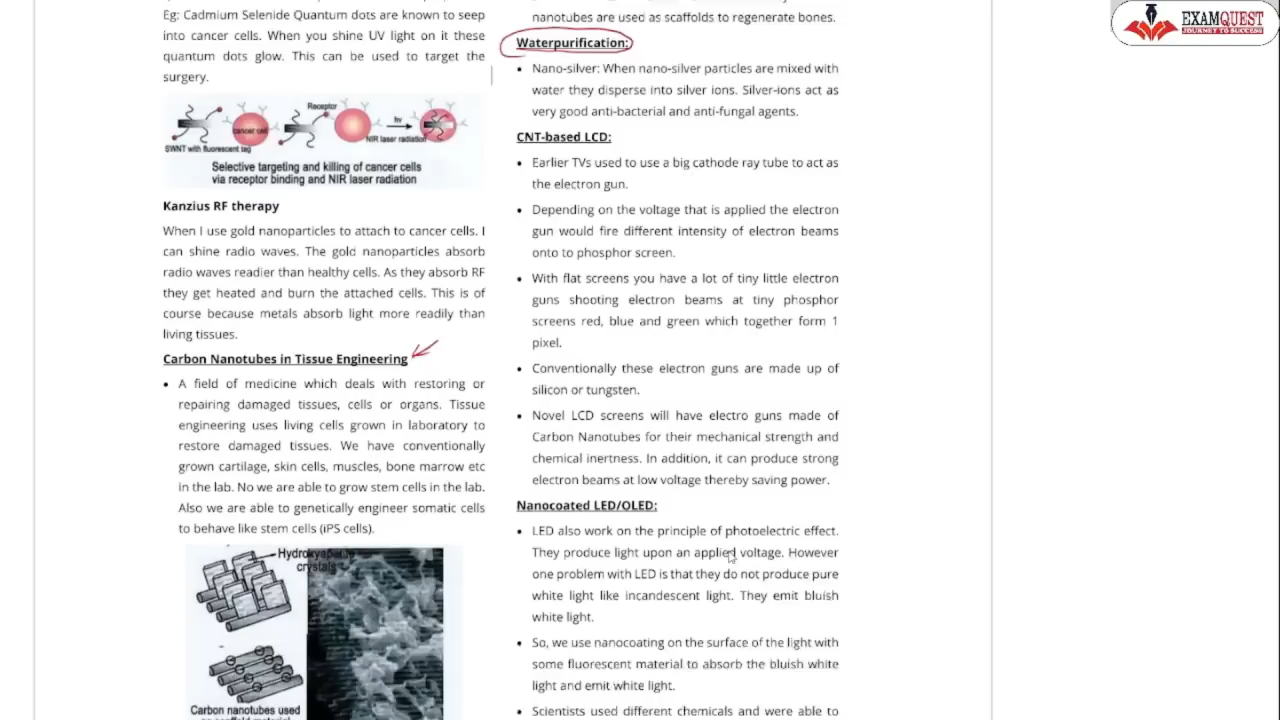 Eg: Cadmium Selenide Quantum dots are known to seep
into cancer cells. When you shine UV light on it these
quantum dots glow. This can be used to target the
surgery.
Receptor
cancer cell
hv
NIR laser radiation
SWNT with fluorescent tag
Selective targeting and killing of cancer cells
via receptor binding and NIR laser radiation
Kanzius RF therapy
When I use gold nanoparticles to attach to cancer cells. I
can shine radio waves. The gold nanoparticles absorb
radio waves readier than healthy cells. As they absorb RF
they get heated and burn the attached cells. This is of
course because metals absorb light more readily than
living tissues.
Carbon Nanotubes in Tissue Engineering
• A field of medicine which deals with restoring or
repairing damaged tissues, cells or organs. Tissue
engineering uses living cells grown in laboratory to
restore damaged tissues. We have conventionally
grown cartilage, skin cells, muscles, bone marrow etc
in the lab. No we are able to grow stem cells in the lab.
Also we are able to genetically engineer somatic cells
to behave like stem cells (iPS cells).
crystals
Carbon nanotubes used
nanotubes are used as scaffolds to regenerate bones.
Waterpurification:
• Nano-silver: When nano-silver particles are mixed with
water they disperse into silver ions. Silver-ions act as
very good anti-bacterial and anti-fungal agents.
CNT-based LCD:
• Earlier TVs used to use a big cathode ray tube to act as
the electron gun.
• Depending on the voltage that is applied the electron
gun would fire different intensity of electron beams
onto to phosphor screen.
• With flat screens you have a lot of tiny little electron
guns shooting electron beams at tiny phosphor
screens red, blue and green which together form 1
pixel.
• Conventionally these electron guns are made up of
silicon or tungsten.
• Novel LCD screens will have electro guns made of
Carbon Nanotubes for their mechanical strength and
chemical inertness. In addition, it can produce strong
electron beams at low voltage thereby saving power.
Nanocoated LED/OLED:
• LED also work on the principle of photoelectric effect.
They produce light upon an applied voltage. However
one problem with LED is that they do not produce pure
white light like incandescent light. They emit bluish
white light.
• So, we use nanocoating on the surface of the light with
some fluorescent material to absorb the bluish white
light and emit white light.
• Scientists used different chemicals and were able to
EXAMQUEST
JOURNEY TO SUCCESS